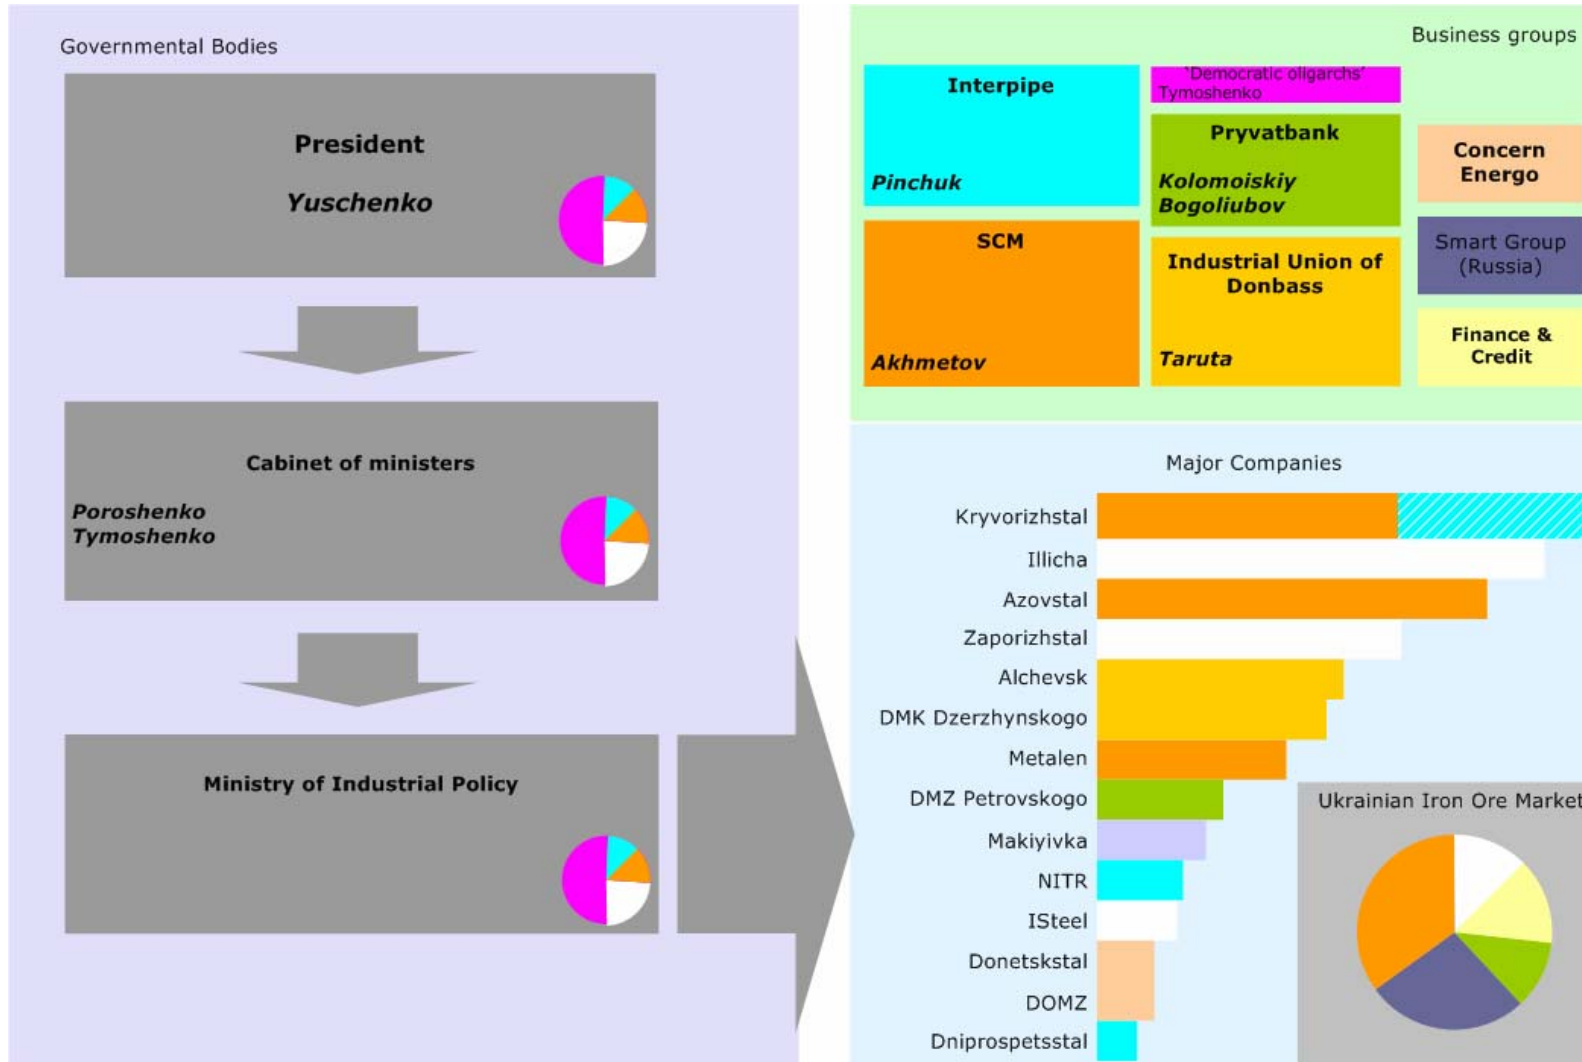 Governmental Bodies
President
Yuschenko
Cabinet of ministers
Poroshenko
Tymoshenko
Ministry of Industrial Policy
Business groups
Interpipe
Pinchuk
'Democratic oligarchs'
Tymoshenko
Pryvatbank
Kolomoiskiy
Bogoliubov
Concern
Energo
SCM
Akhmetov
Industrial Union of
Donbass
Taruta
Smart Group
(Russia)
Finance &
Credit
Major Companies
Kryvorizhstal
Illicha
Azovstal
Zaporizhstal
Alchevsk
DMK Dzerzhynskogo
Metalen
DMZ Petrovskogo
Makiyivka
NITR
ISteel
Donetskstal
DOMZ
Dniprospetsstal
Ukrainian Iron Ore Market